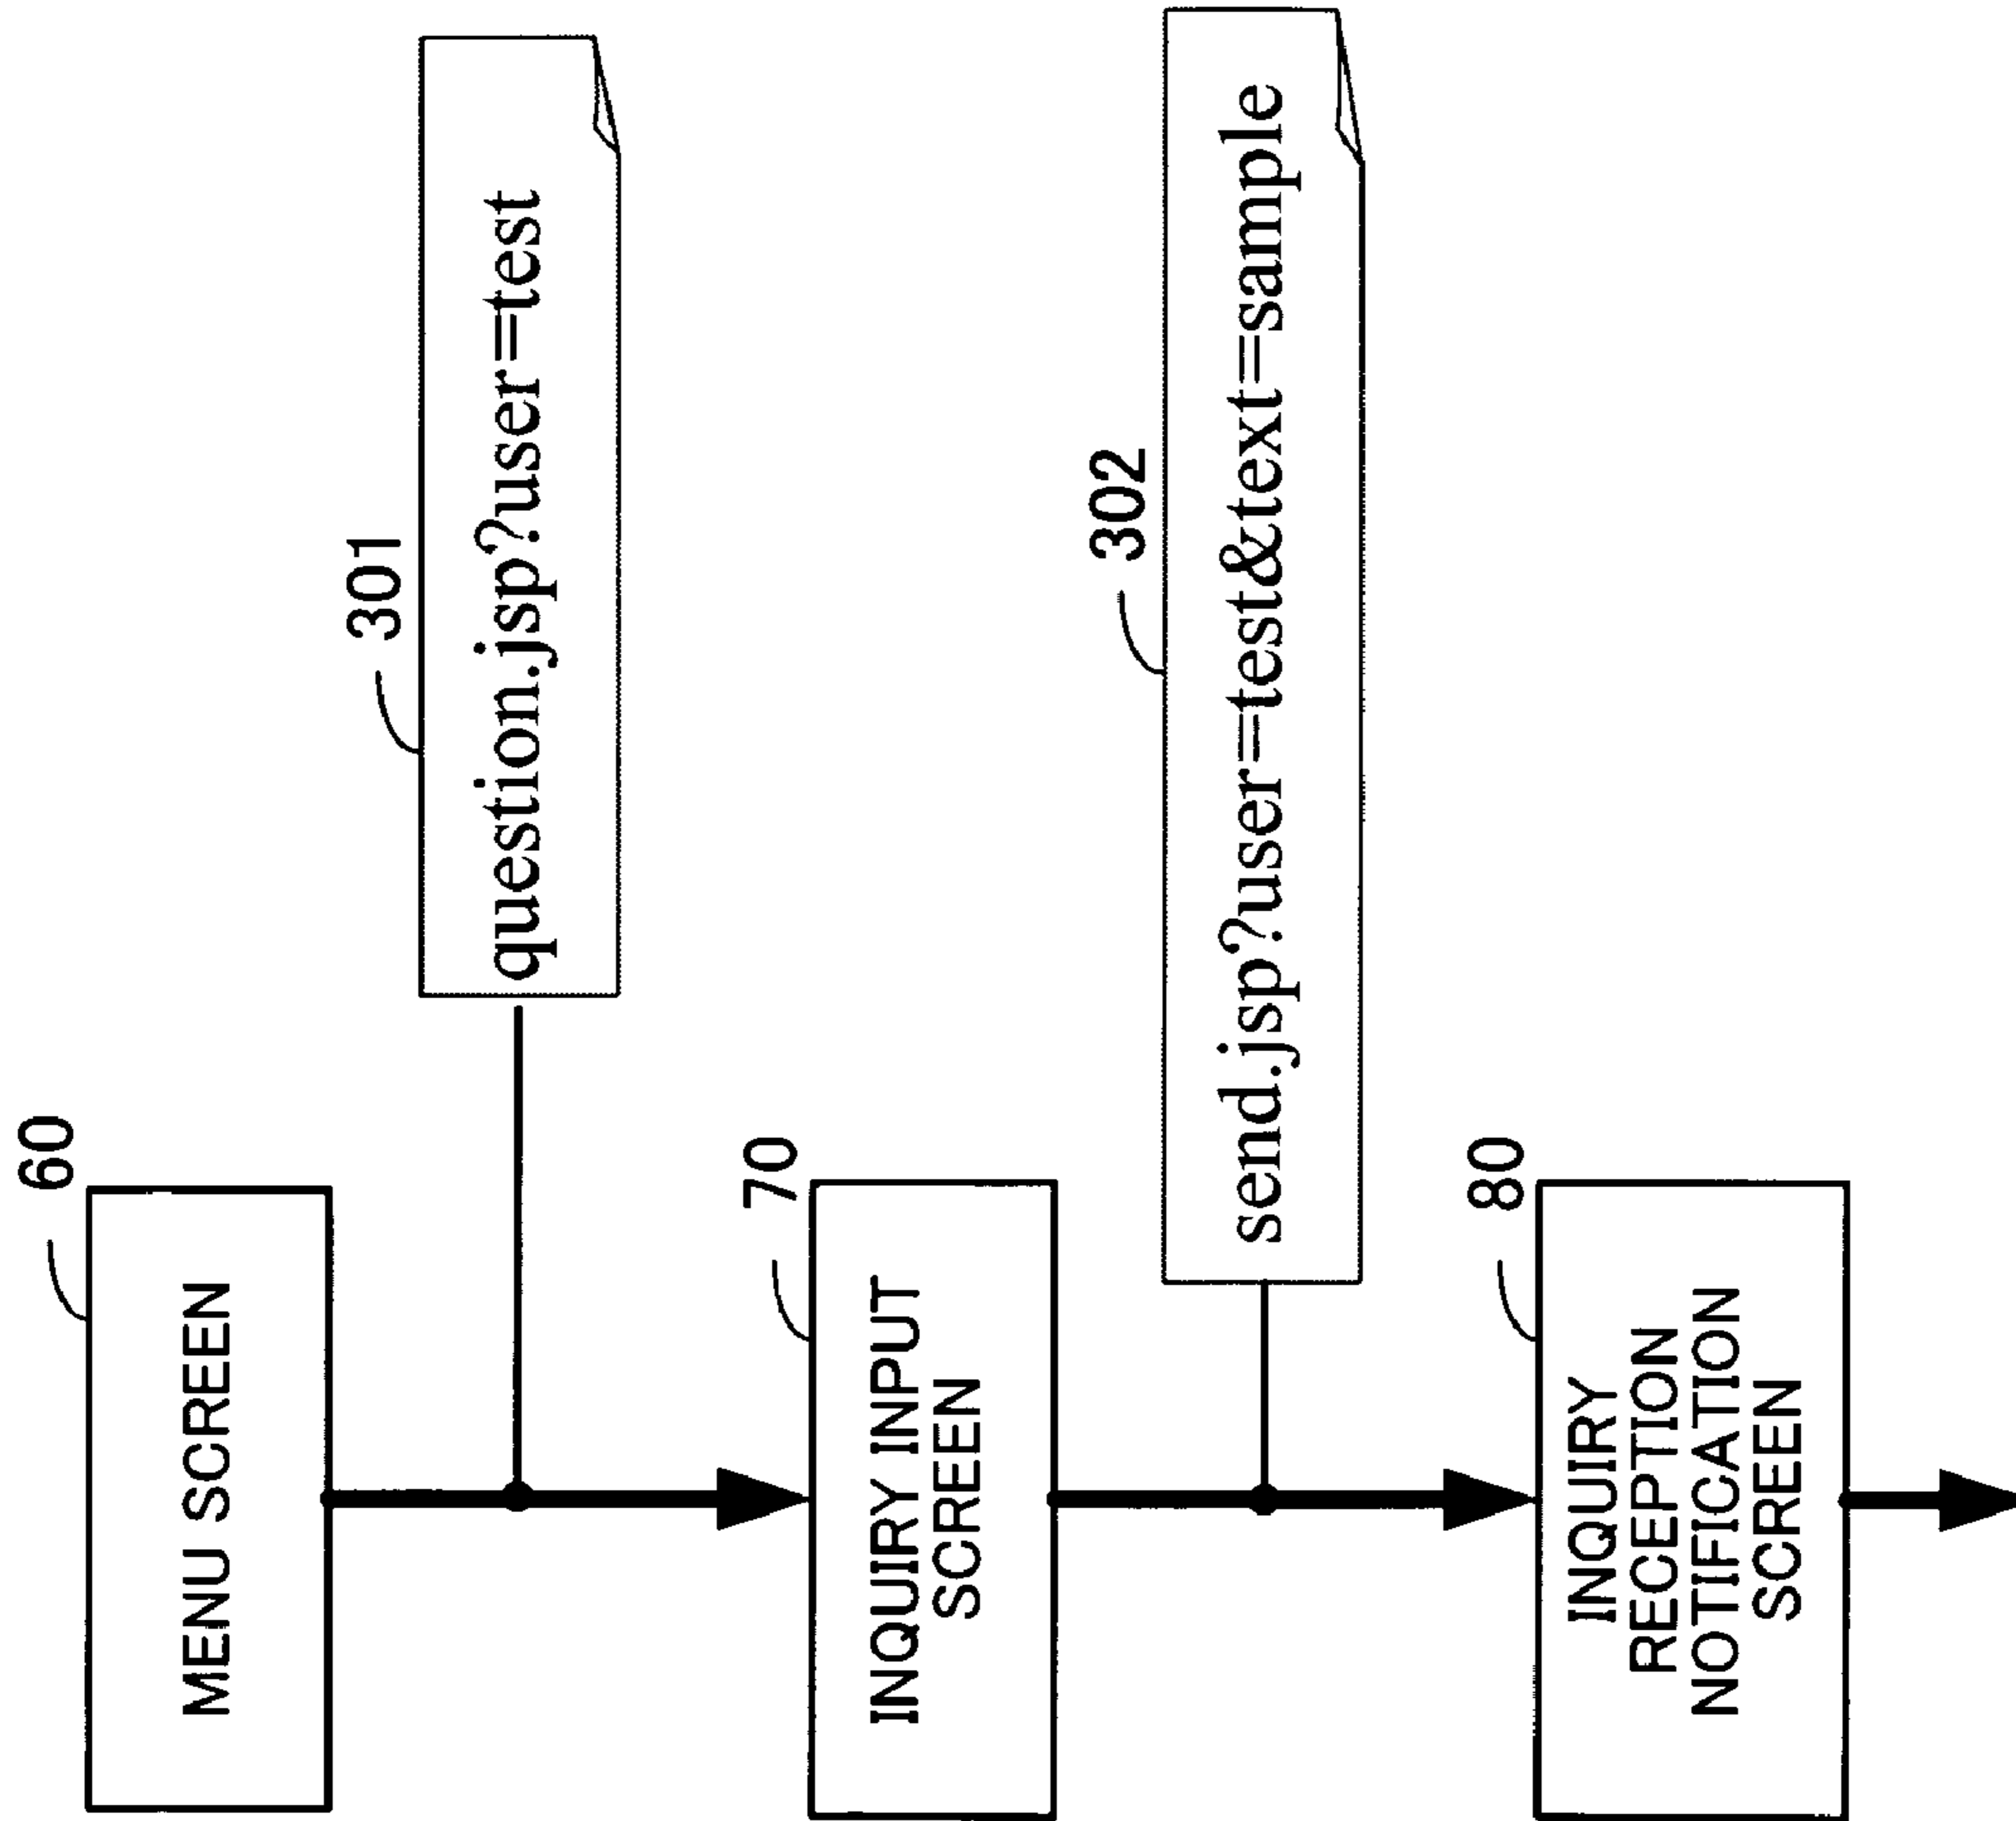 60
MENU SCREEN
301
question.jsp?user=test
70
INQUIRY INPUT
SCREEN
302
send.jsp?user=test&text=sample
80
INQUIRY
RECEPTION
NOTIFICATION
SCREEN